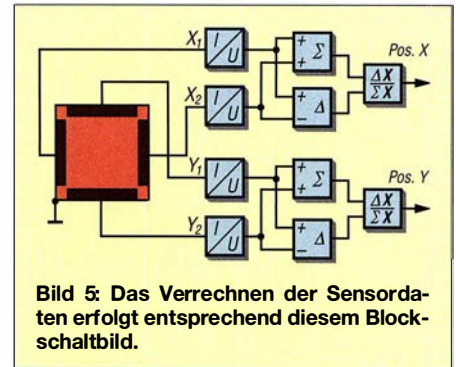 X1 I/U + Σ Pos. X
+ ΔX/ΣX
X2 I/U + Δ
−
Y1 I/U + Σ Pos. Y
+ ΔX/ΣX
Y2 I/U + Δ
−
Bild 5: Das Verrechnen der Sensorda-
ten erfolgt entsprechend diesem Block-
schaltbild.